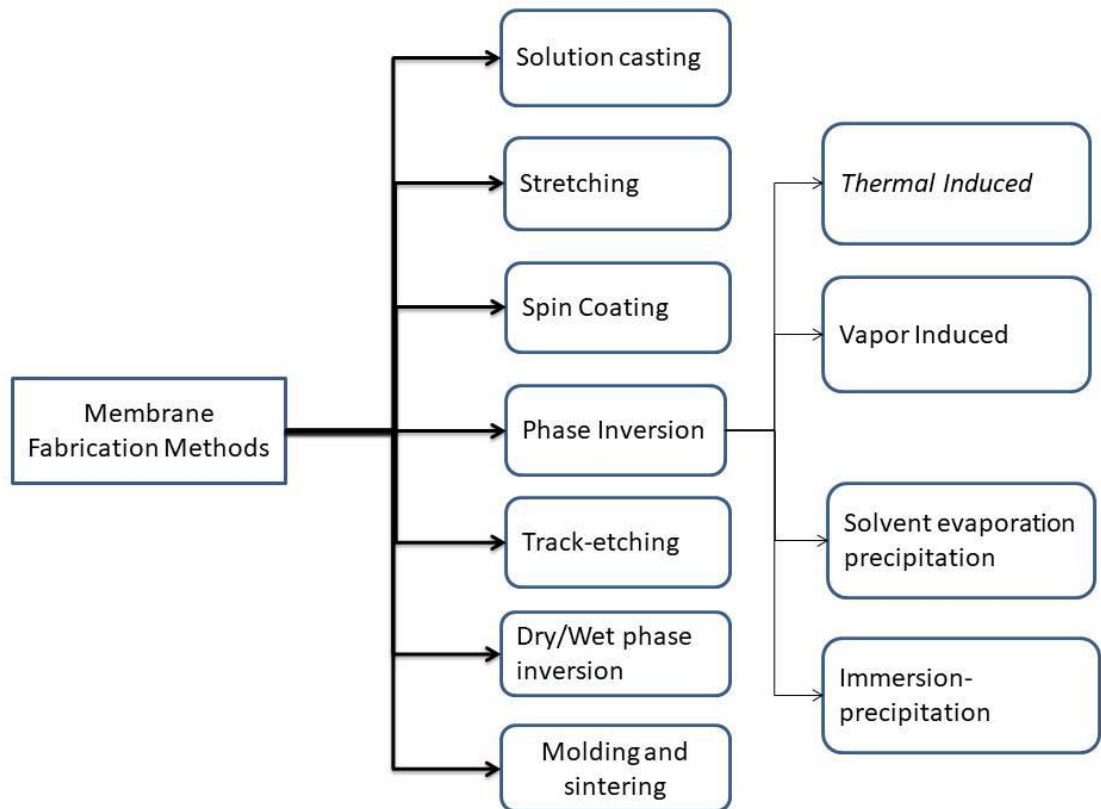 Membrane
Fabrication Methods
Solution casting
Stretching
Spin Coating
Phase Inversion
Track-etching
Dry/Wet phase
inversion
Molding and
sintering
Thermal Induced
Vapor Induced
Solvent evaporation
precipitation
Immersion-
precipitation